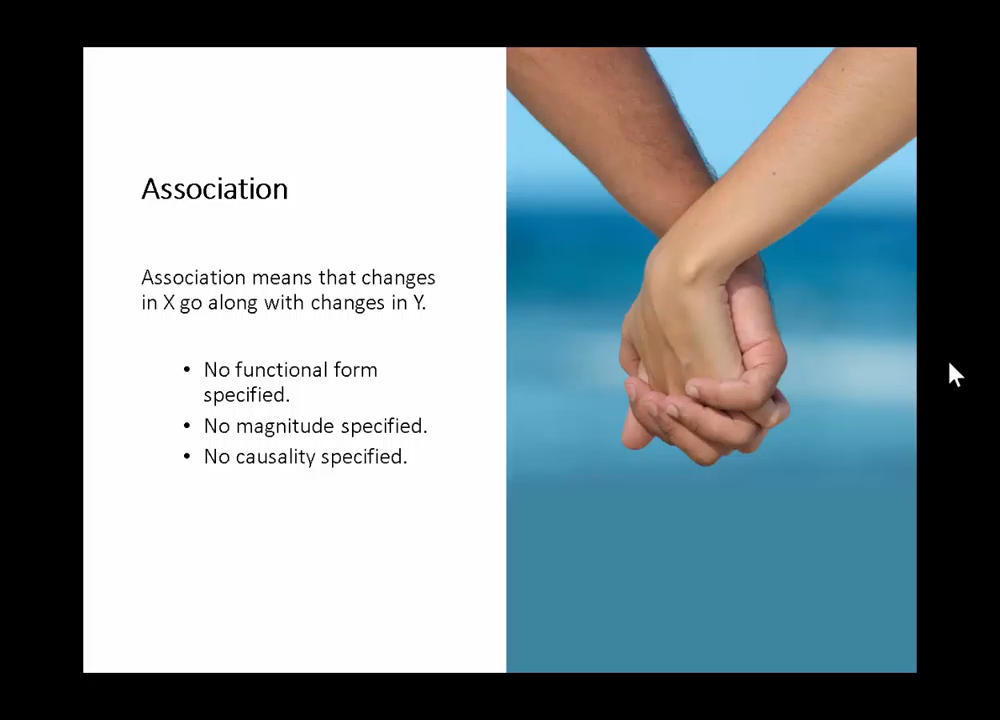 Association
Association means that changes
in X go along with changes in Y.
• No functional form
specified.
• No magnitude specified.
• No causality specified.